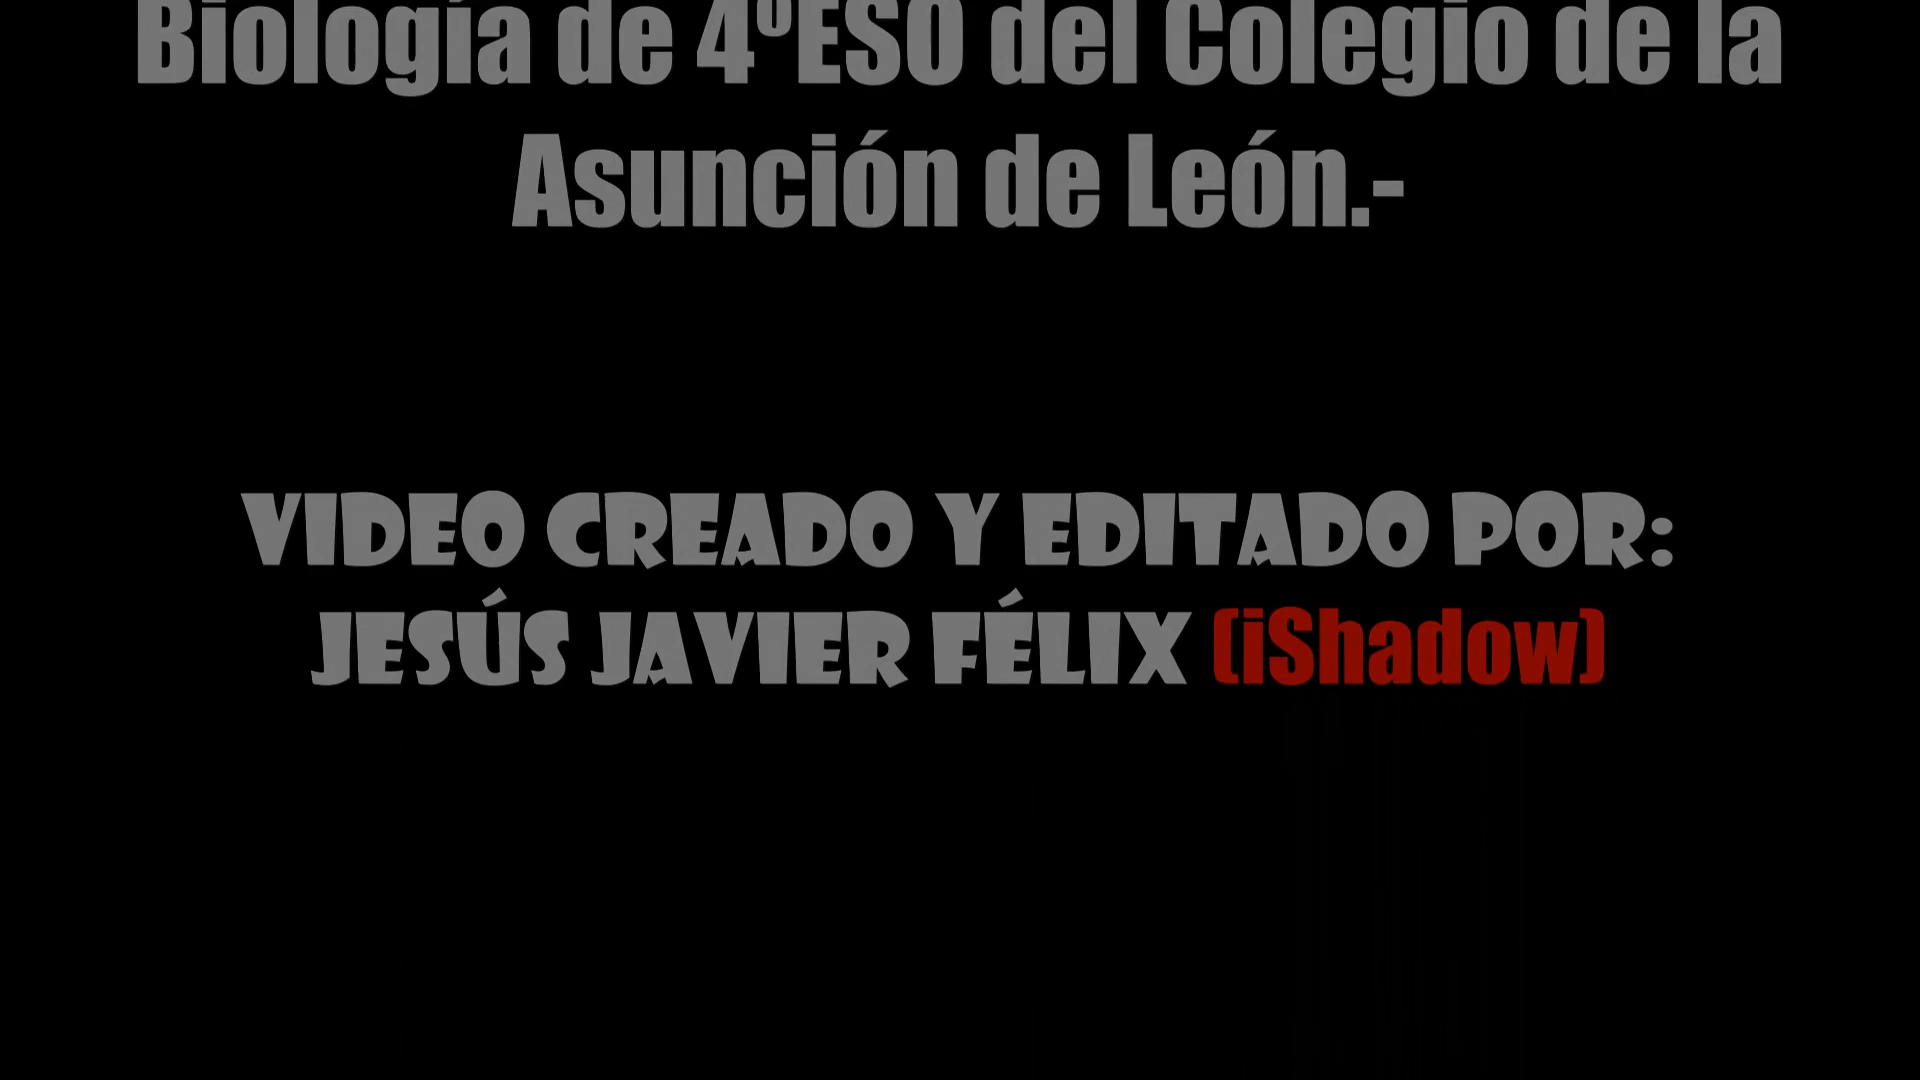 Biología de 4ºESO del Colegio de la
Asunción de León.-
VIDEO CREADO Y EDITADO POR:
JESÚS JAVIER FÉLIX (iShadow)